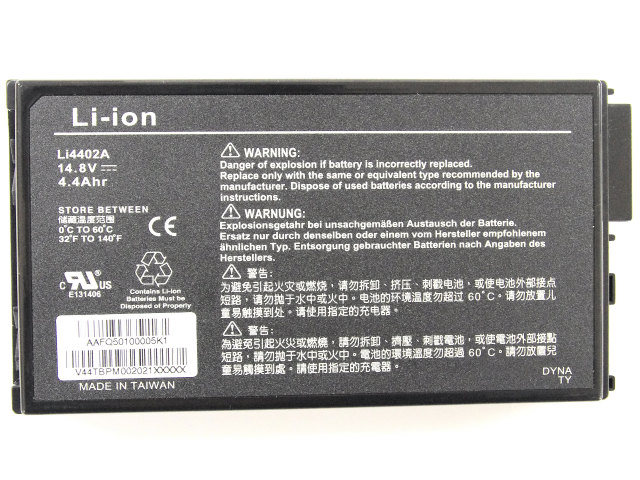 Li-ion
Li4402A
14.8V
4.4Ahr
STORE BETWEEN
儲藏溫度范围
0°C TO 60°C
32°F TO 140°F
CE
c RU us
E131406
Li-ion
Contains Li-ion
Batteries Must be
Disposed of Properly
AAFQ50100005K1
V44TBPM002021XXXXX
MADE IN TAIWAN
WARNING:
Danger of explosion if battery is incorrectly replaced.
Replace only with the same or equivalent type recommended by the
manufacturer. Dispose of used batteries according to the manufacturer
instructions.
WARNUNG:
Explosionsgefahr bei unsachgemäßen Austausch der Batterie.
Ersatz nur durch denselben oder einem vom Hersteller empfohlenem
ähnlichen Typ. Entsorgung gebrauchter Batterien nach Angaben des
Herstellers.
警告:
为避免引起火灾或燃烧，请勿拆卸、挤压、刺戳电池，或使电池外部接点
短路，请勿抛于水中或火中。电池的环境温度勿超过 60°C。请勿放置儿
童易触摸到处。请使用指定的充电器。
警告:
為避免引起火災或燃燒，請勿拆卸、擠壓、刺戳電池，或使電池外部接點
短路，請勿拋于水中或火中。電池的環境溫度勿超過 60°C。請勿放置
兒童易觸摸到處。請使用指定的充電器。
DYNA
TY